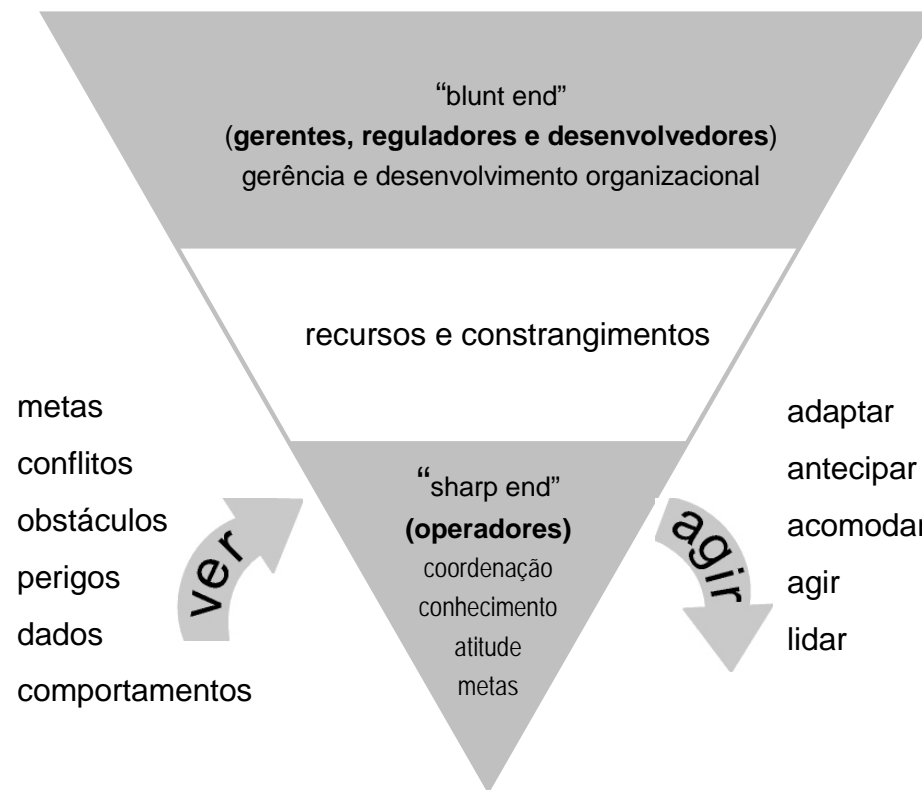 “blunt end”
(gerentes, reguladores e desenvolvedores)
gerência e desenvolvimento organizacional
recursos e constrangimentos
metas
conflitos
obstáculos
perigos
dados
comportamentos
ver
“sharp end”
(operadores)
coordenação
conhecimento
atitude
metas
agir
adaptar
antecipar
acomodar
agir
lidar